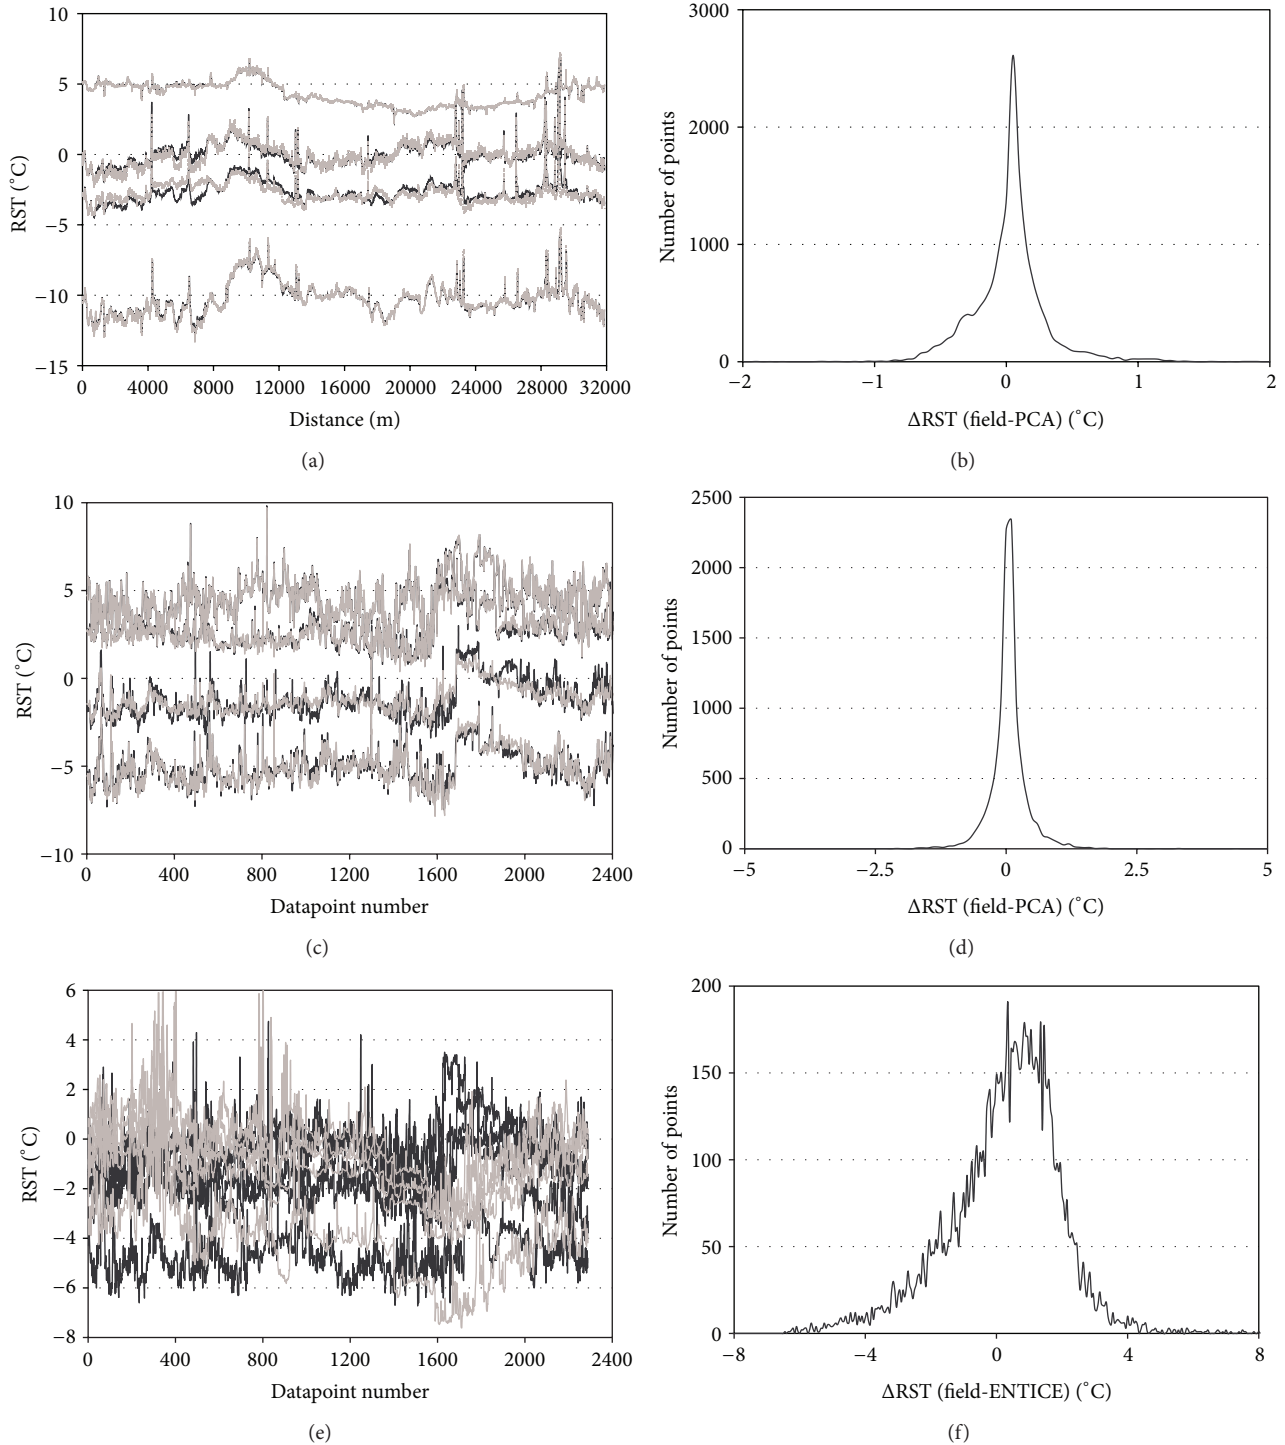 10
5
0
−5
−10
−15
RST (°C)
0 4000 8000 12000 16000 20000 24000 28000 32000
Distance (m)
(a)
3000
2000
1000
0
Number of points
−2 −1 0 1 2
ΔRST (field-PCA) (°C)
(b)
10
5
0
−5
−10
RST (°C)
0 400 800 1200 1600 2000 2400
Datapoint number
(c)
2500
2000
1500
1000
500
0
Number of points
−5 −2.5 0 2.5 5
ΔRST (field-PCA) (°C)
(d)
6
4
2
0
−2
−4
−6
−8
RST (°C)
0 400 800 1200 1600 2000 2400
Datapoint number
(e)
200
150
100
50
0
Number of points
−8 −4 0 4 8
ΔRST (field-ENTICE) (°C)
(f)